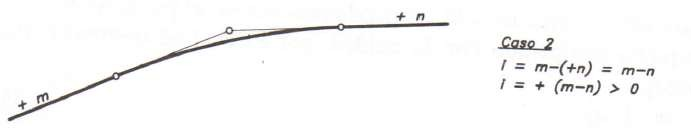 + n
+ m
Caso 2
i = m-(+n) = m-n
i = + (m-n) > 0